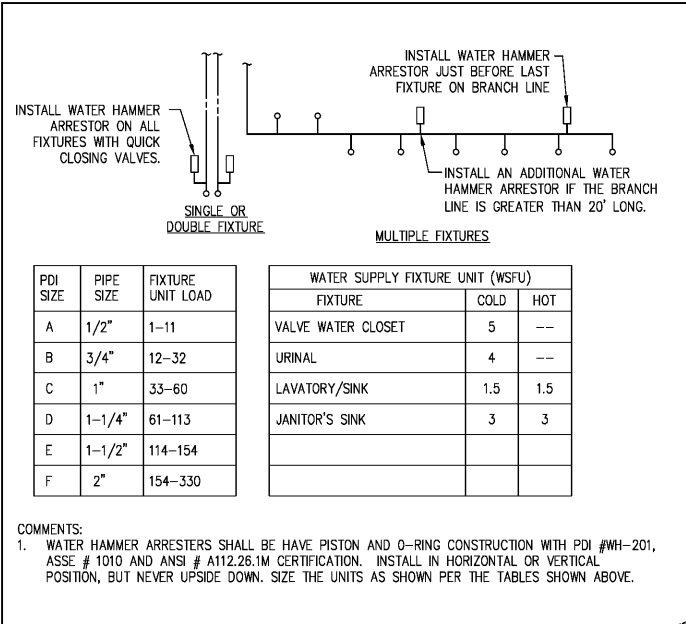 INSTALL WATER HAMMER
ARRESTOR JUST BEFORE LAST
FIXTURE ON BRANCH LINE
INSTALL WATER HAMMER
ARRESTOR ON ALL
FIXTURES WITH QUICK
CLOSING VALVES.
INSTALL AN ADDITIONAL WATER
HAMMER ARRESTOR IF THE BRANCH
LINE IS GREATER THAN 20' LONG.
SINGLE OR
DOUBLE FIXTURE
MULTIPLE FIXTURES
PDI SIZE PIPE SIZE FIXTURE UNIT LOAD
A 1/2" 1-11
B 3/4" 12-32
C 1" 33-60
D 1-1/4" 61-113
E 1-1/2" 114-154
F 2" 154-330
WATER SUPPLY FIXTURE UNIT (WSFU)
FIXTURE COLD HOT
VALVE WATER CLOSET 5 --
URINAL 4 --
LAVATORY/SINK 1.5 1.5
JANITOR'S SINK 3 3
COMMENTS:
1. WATER HAMMER ARRESTERS SHALL BE HAVE PISTON AND O-RING CONSTRUCTION WITH PDI #WH-201,
ASSE # 1010 AND ANSI # A112.26.1M CERTIFICATION. INSTALL IN HORIZONTAL OR VERTICAL
POSITION, BUT NEVER UPSIDE DOWN. SIZE THE UNITS AS SHOWN PER THE TABLES SHOWN ABOVE.